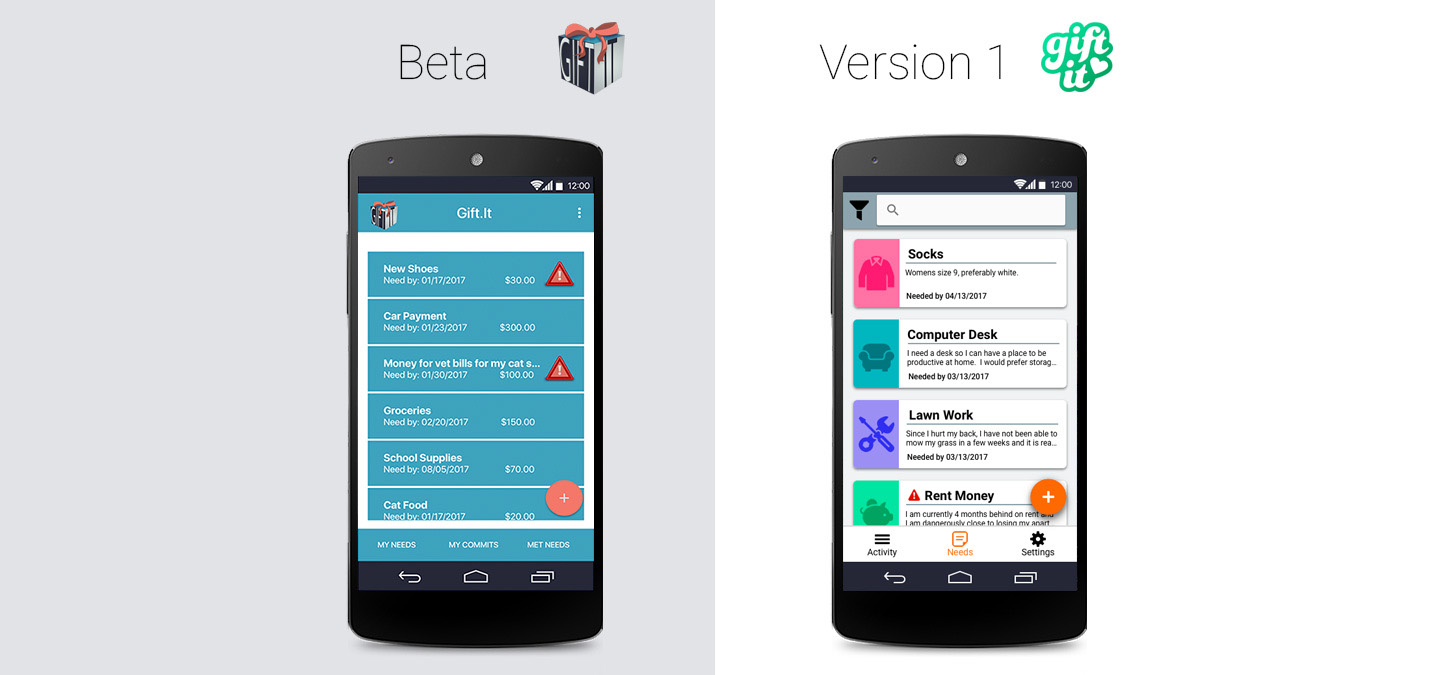 Beta
GIFT IT
12:00
GIFT IT
Gift.It
New Shoes
Need by: 01/17/2017
$30.00
Car Payment
Need by: 01/23/2017
$300.00
Money for vet bills for my cat s...
Need by: 01/30/2017
$100.00
Groceries
Need by: 02/20/2017
$150.00
School Supplies
Need by: 08/05/2017
$70.00
Cat Food
Need by: 01/17/2017
$20.00
+
MY NEEDS
MY COMMITS
MET NEEDS
Version 1
gift
it
12:00
Socks
Womens size 9, preferably white.
Needed by 04/13/2017
Computer Desk
I need a desk so I can have a place to be
productive at home. I would prefer storag...
Needed by 03/13/2017
Lawn Work
Since I hurt my back, I have not been able to
mow my grass in a few weeks and it is rea...
Needed by 03/13/2017
Rent Money
I am currently 4 months behind on rent and
I am dangerously close to losing my apart
+
Activity
Needs
Settings